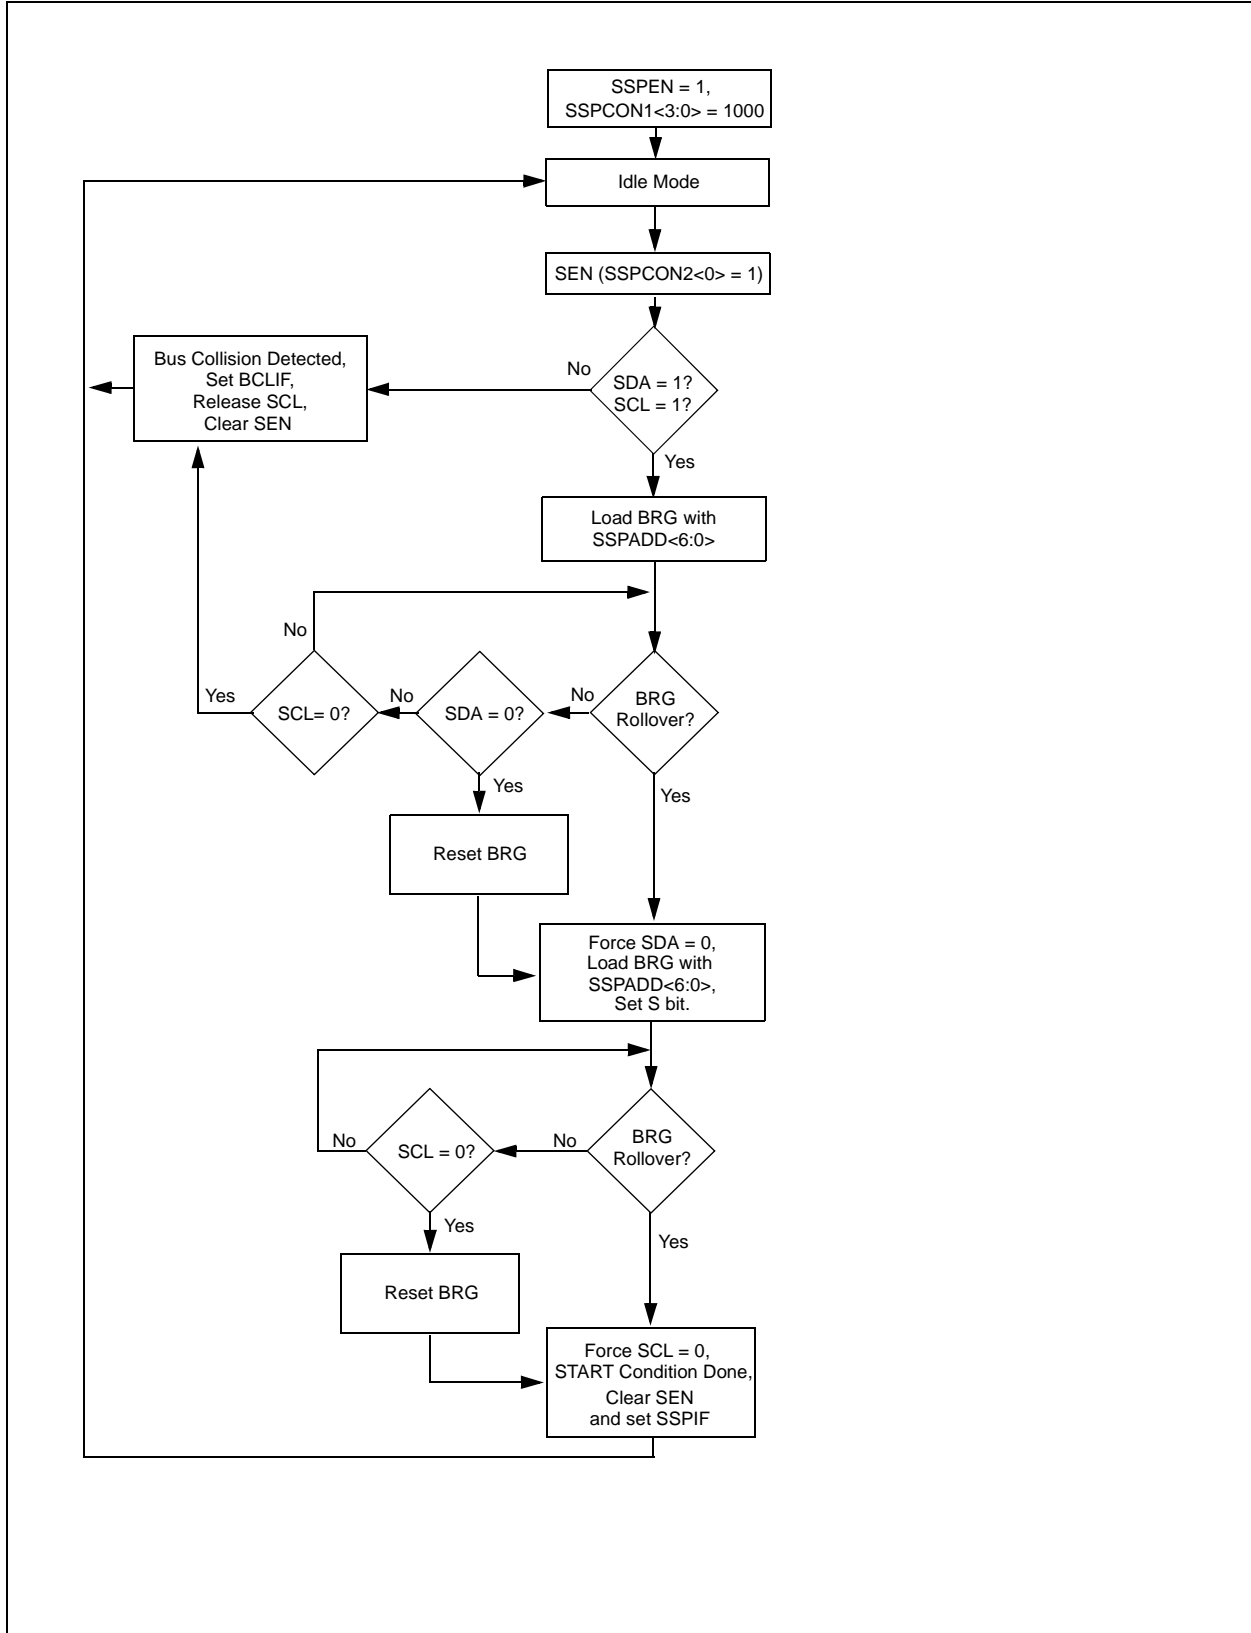 SSPEN = 1,
SSPCON1<3:0> = 1000
Idle Mode
SEN (SSPCON2<0> = 1)
Bus Collision Detected,
Set BCLIF,
Release SCL,
Clear SEN
No
SDA = 1?
SCL = 1?
Yes
Load BRG with
SSPADD<6:0>
No
Yes
SCL= 0?
No
SDA = 0?
No
BRG
Rollover?
Yes
Yes
Reset BRG
Force SDA = 0,
Load BRG with
SSPADD<6:0>,
Set S bit.
No
SCL = 0?
No
BRG
Rollover?
Yes
Yes
Reset BRG
Force SCL = 0,
START Condition Done,
Clear SEN
and set SSPIF